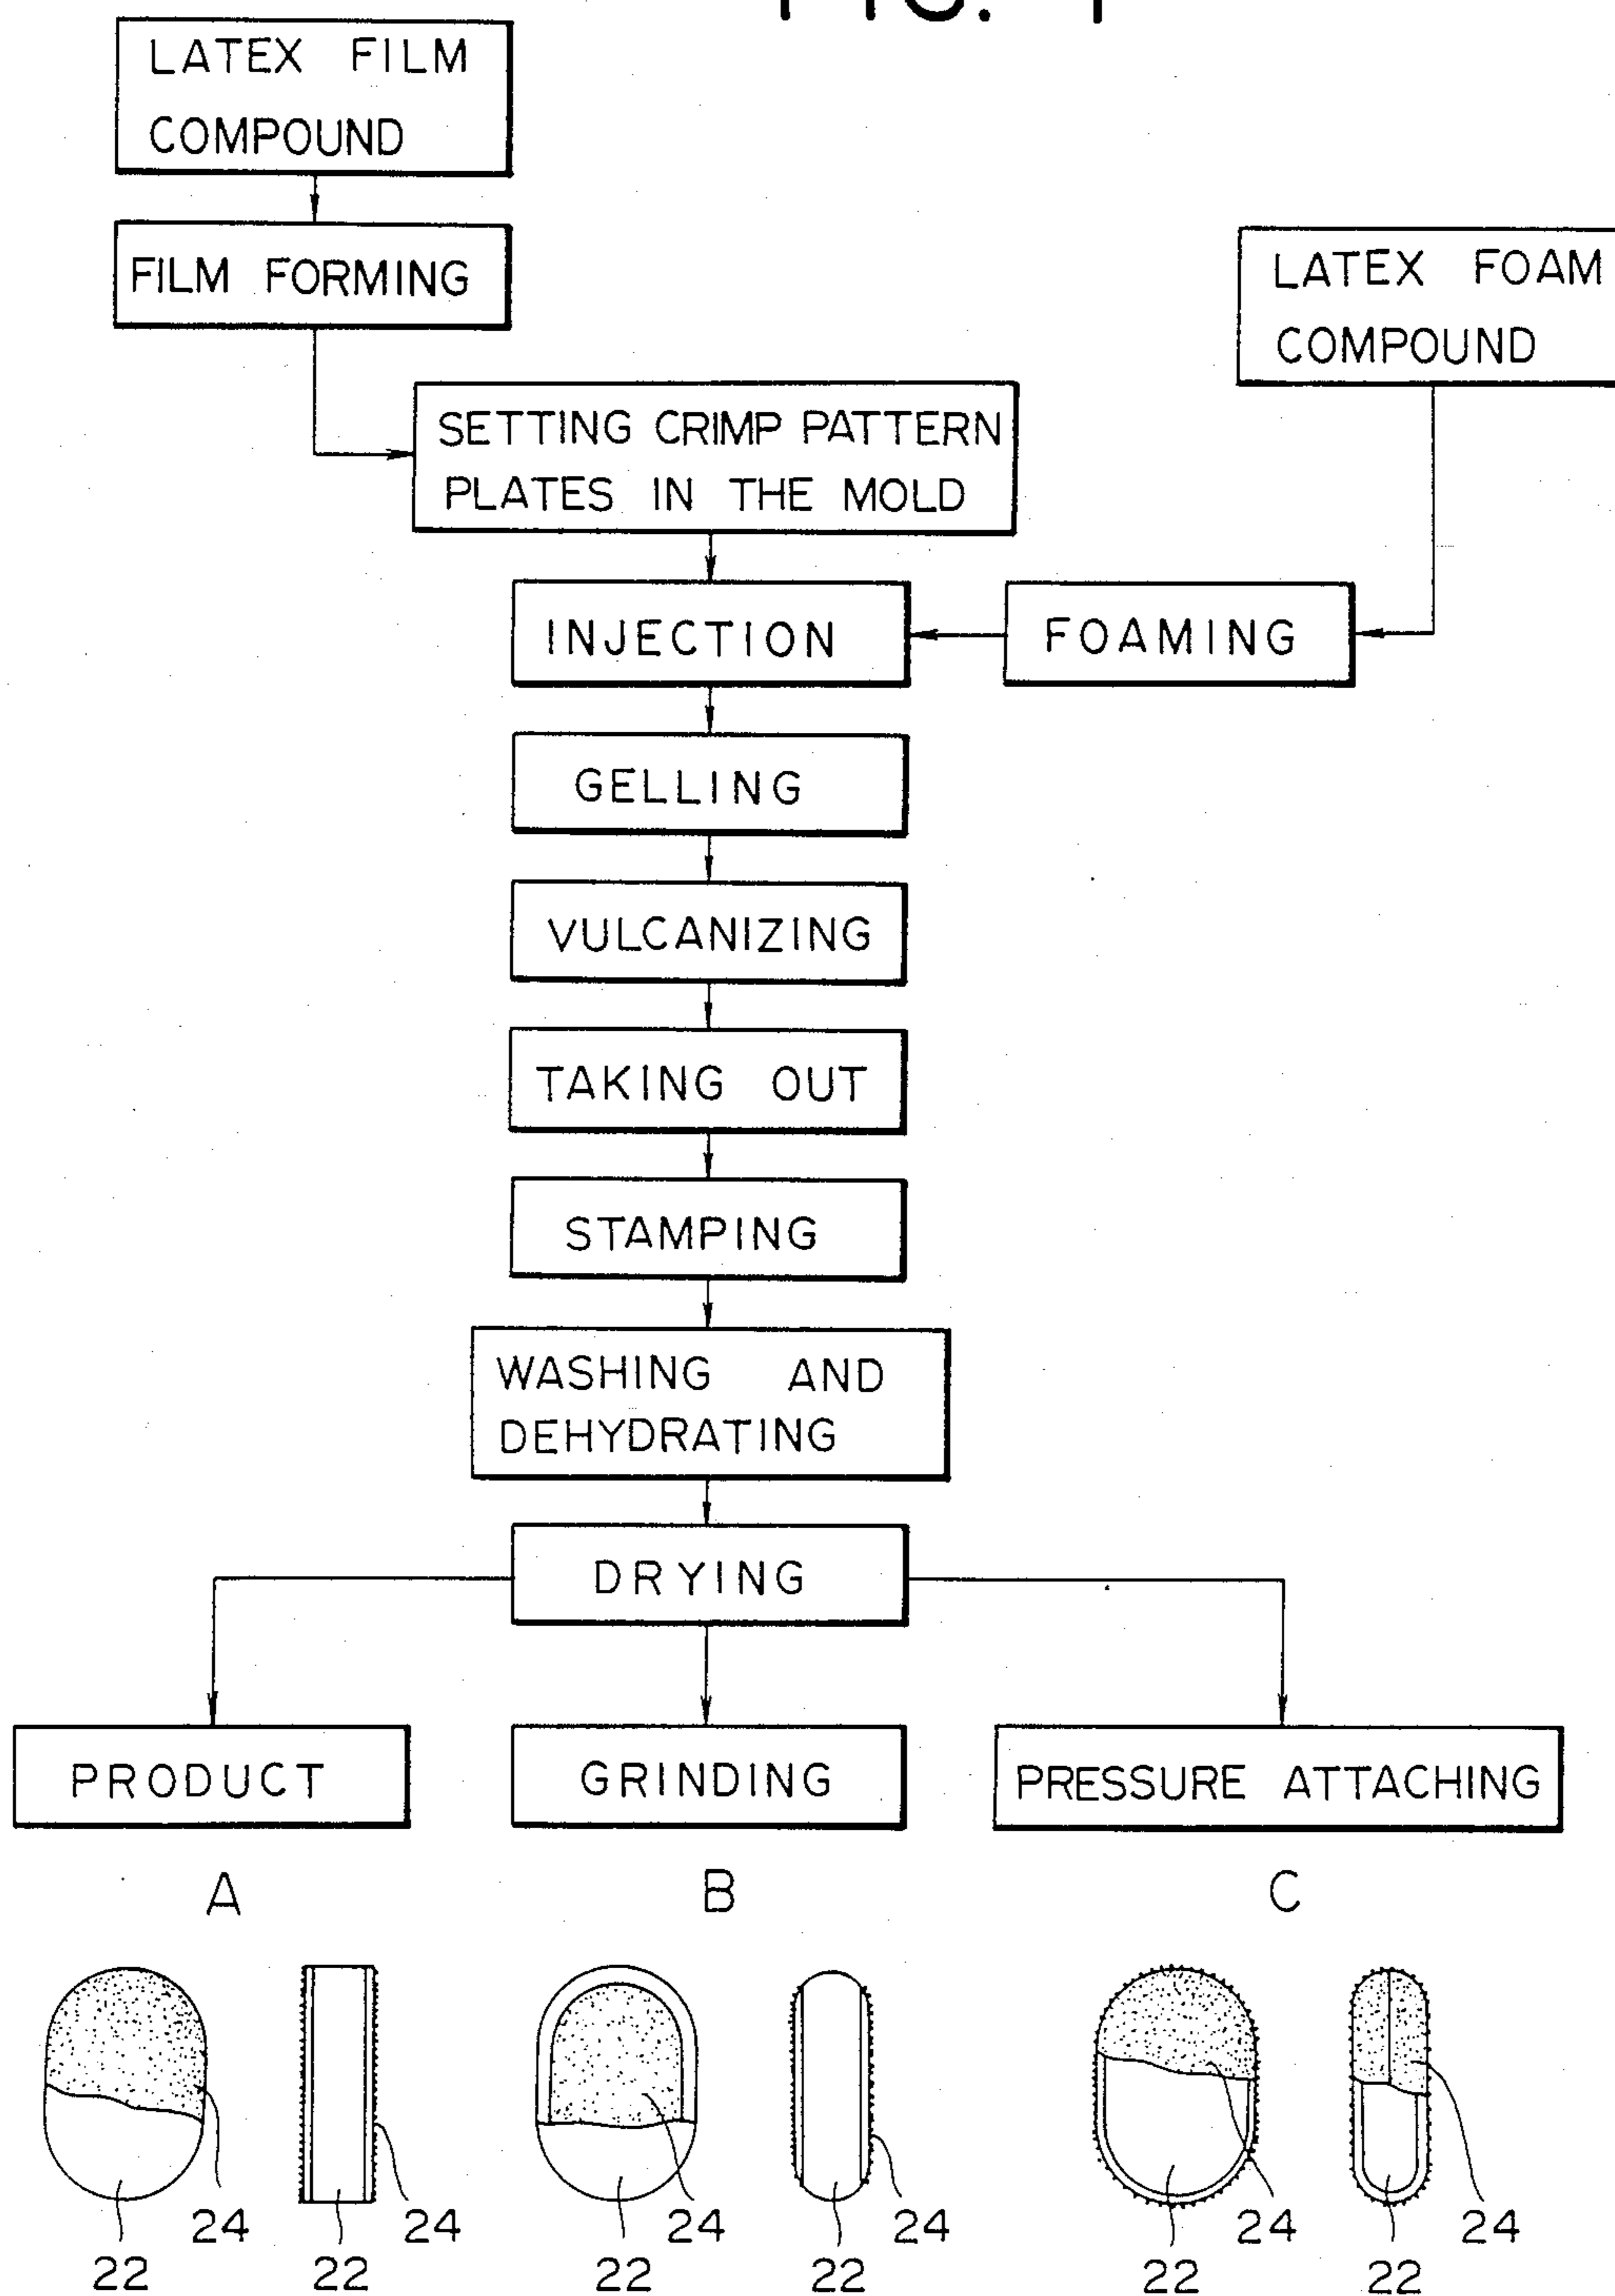 LATEX FILM
COMPOUND
FILM FORMING
LATEX FOAM
COMPOUND
SETTING CRIMP PATTERN
PLATES IN THE MOLD
INJECTION
FOAMING
GELLING
VULCANIZING
TAKING OUT
STAMPING
WASHING AND
DEHYDRATING
DRYING
PRODUCT
GRINDING
PRESSURE ATTACHING
A
B
C
24
24
24
24
24
24
22
22
22
22
22
22